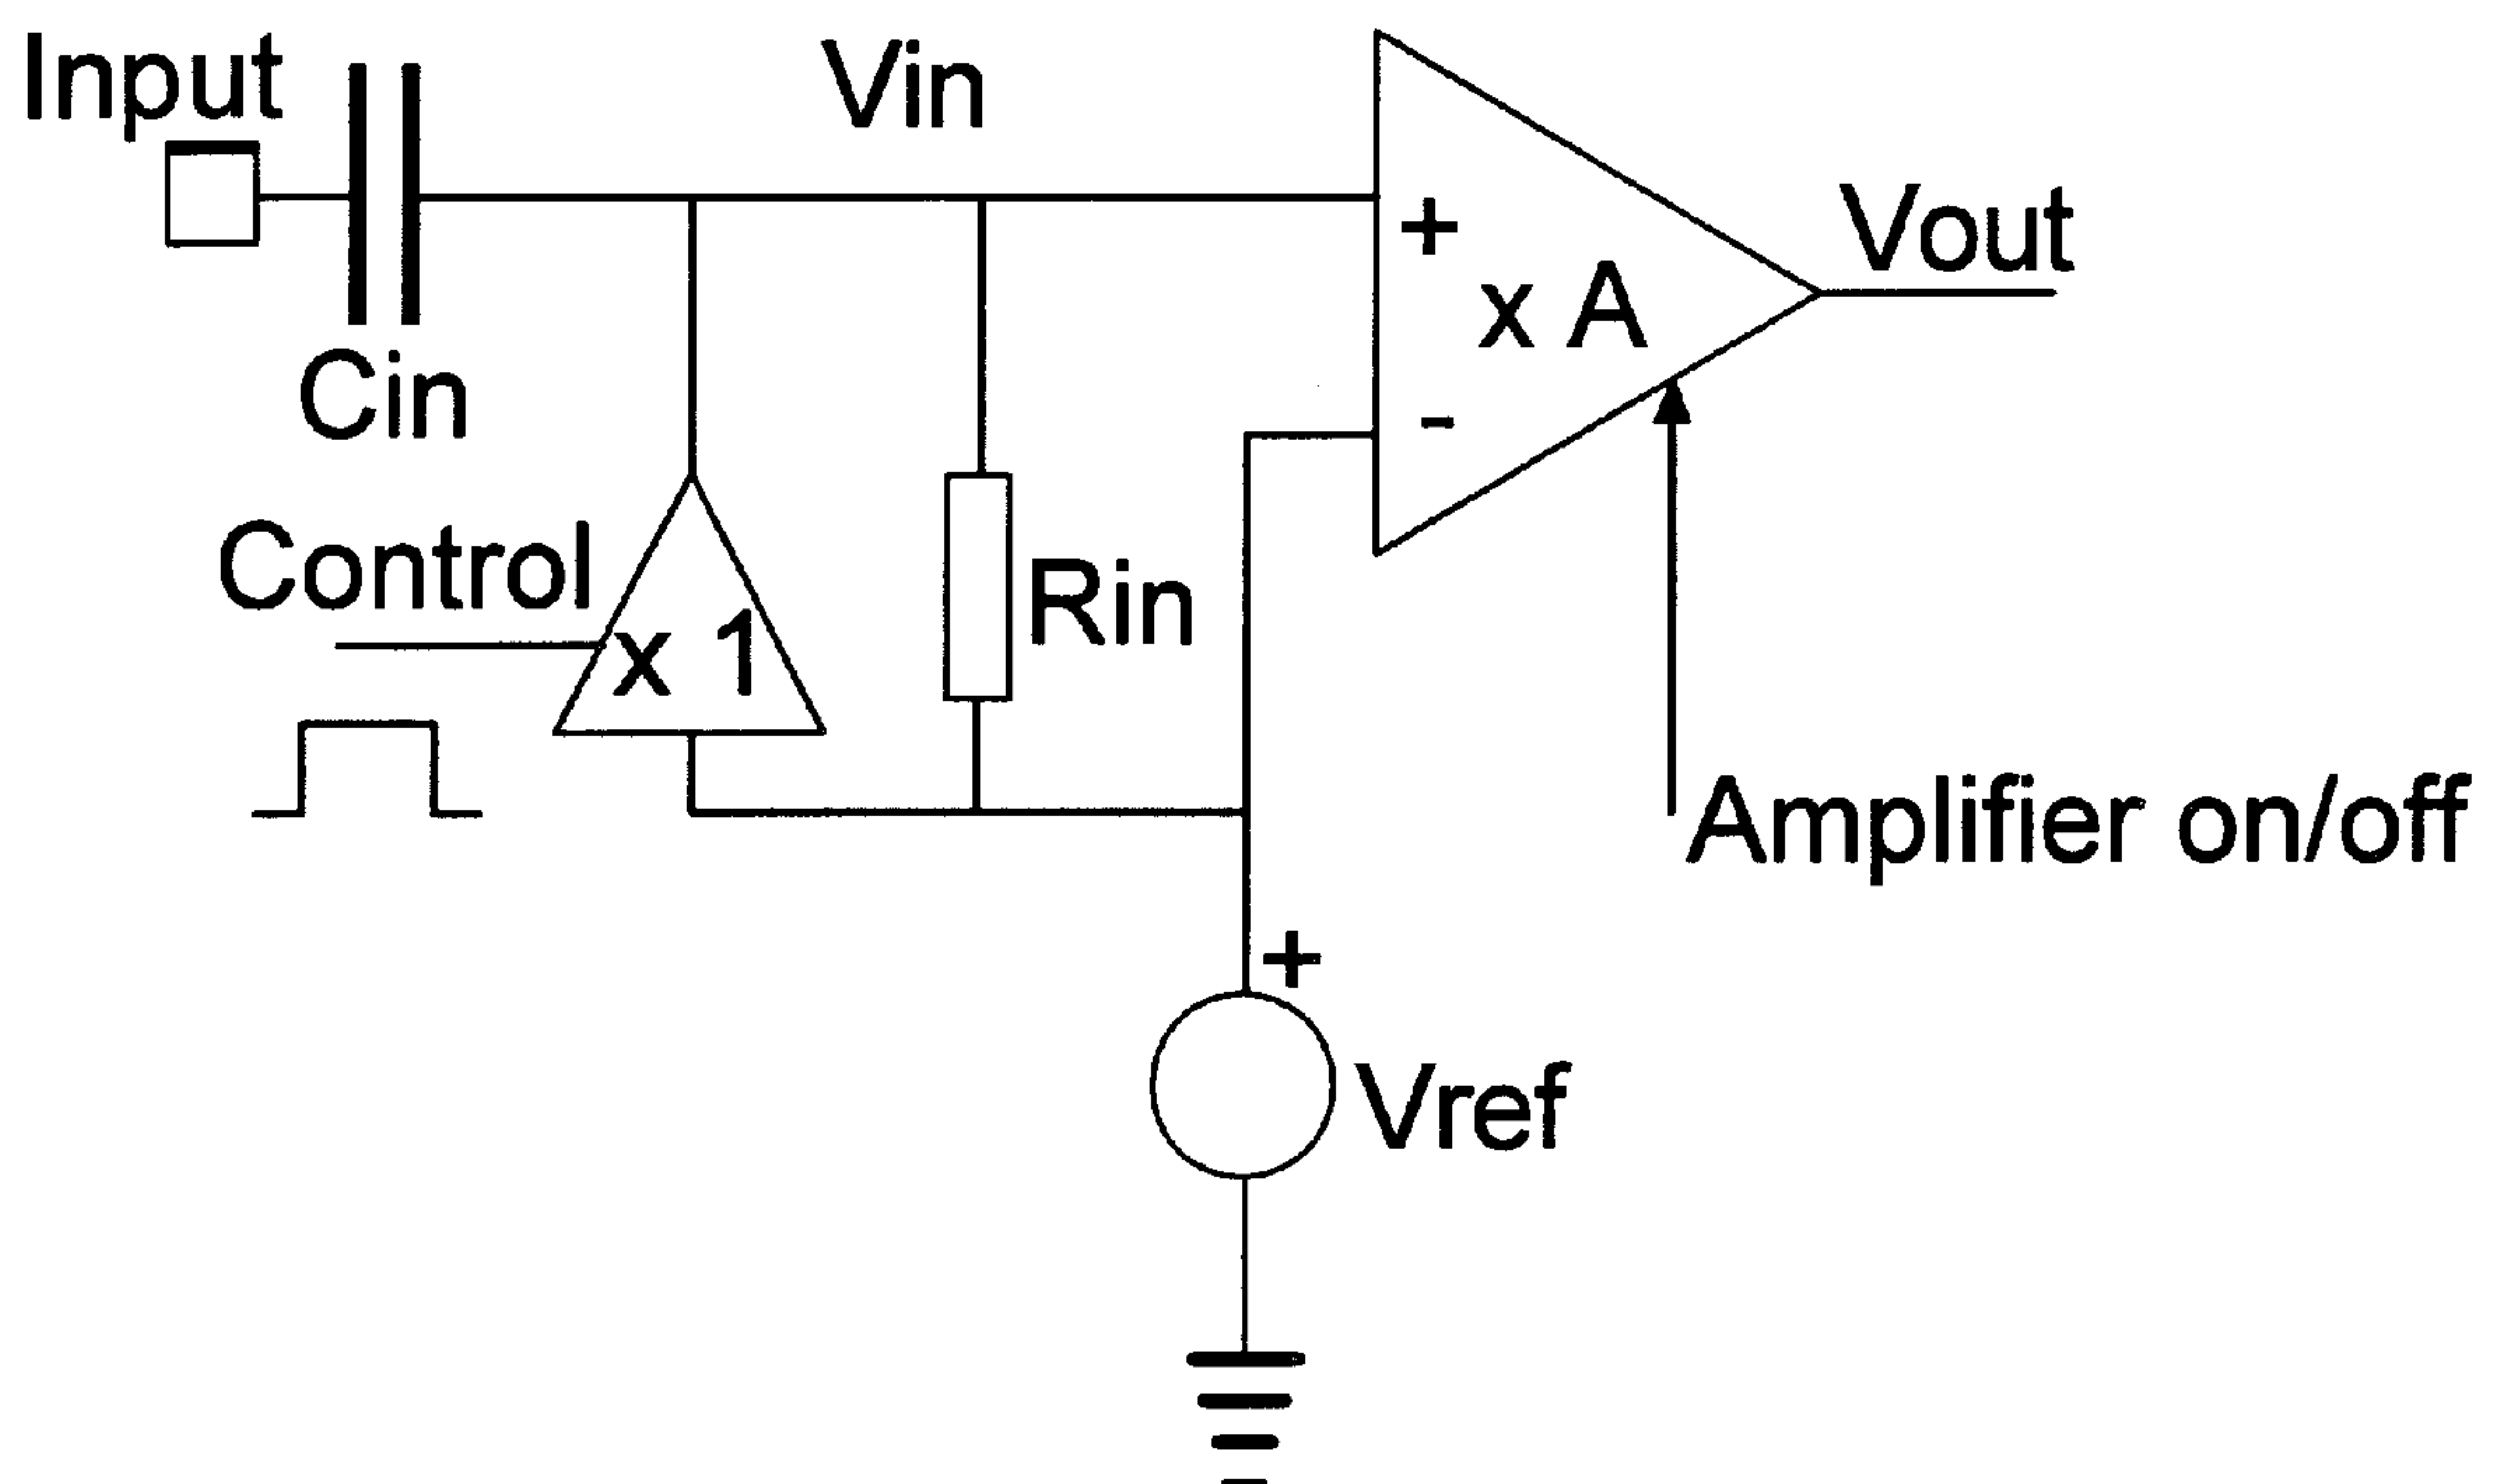 Input
Vin
+
x A
-
Vout
Cin
Control
x 1
Rin
Amplifier on/off
+
Vref